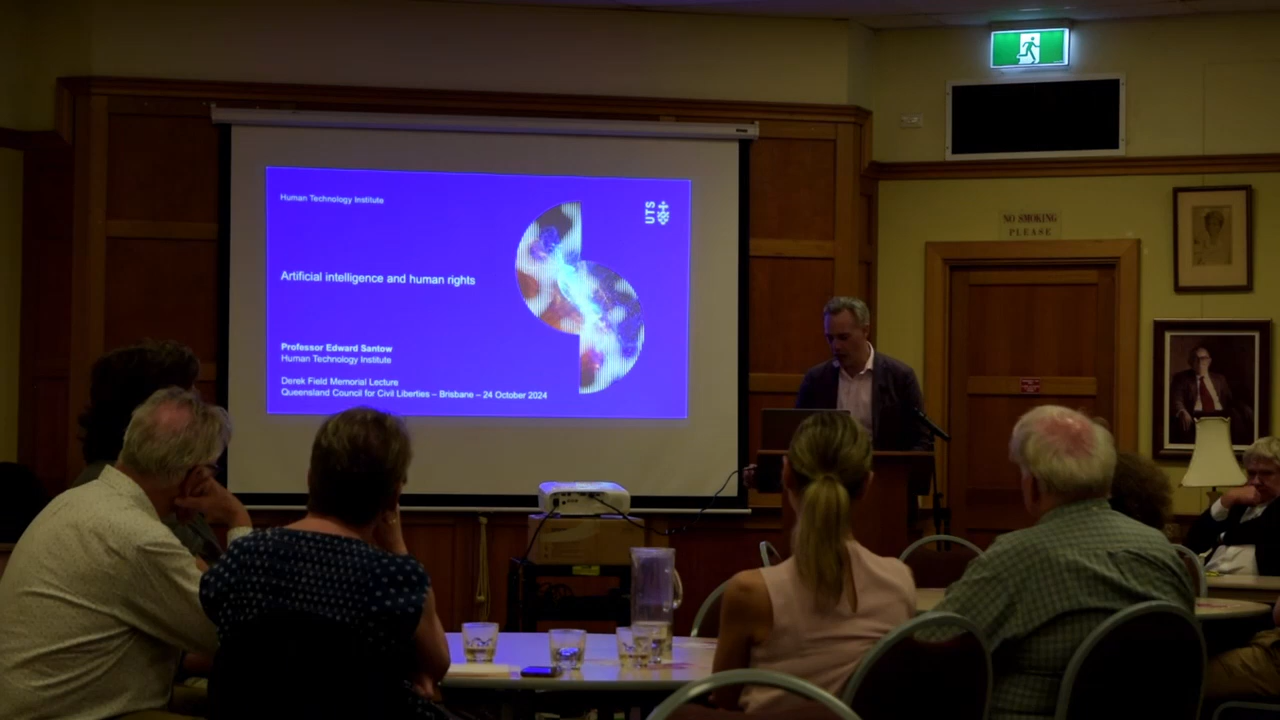 Human Technology Institute
UTS
Artificial intelligence and human rights
Professor Edward Santow
Human Technology Institute
Derek Field Memorial Lecture
Queensland Council for Civil Liberties – Brisbane – 24 October 2024
NO SMOKING
PLEASE